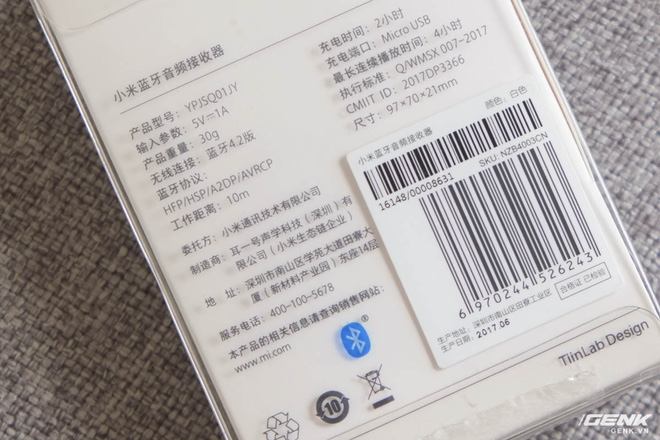 小米蓝牙音频接收器
产品型号: YPJSQ01JY
输入参数: 5V⎓1A
产品重量: 30g
无线连接: 蓝牙4.2版
蓝牙协议:
HFP/HSP/A2DP/AVRCP
工作距离: 10m
充电时间: 2小时
充电端口: Micro USB
最长连续播放时间: 4小时
执行标准: Q/WMSK 007-2017
CMIIT ID: 2017DP3366
尺寸: 97×70×21mm
委托方: 小米通讯技术有限公司
制造商: 耳一号声学科技（深圳）有
限公司（小米生态链企业）
地 址: 深圳市南山区学苑大道田寮大
厦（新材料产业园）东座14层
服务电话: 400-100-5678
本产品的相关信息请查询销售网站:
www.mi.com
颜色: 白色
小米蓝牙音频接收器
SKU: NZB4003CN
16148/00008631
6 970244 526243
合格证 已检验
生产地址: 深圳市南山区田寮工业区
生产日期: 2017.06
TiinLab Design
10
GENK
GENK.VN